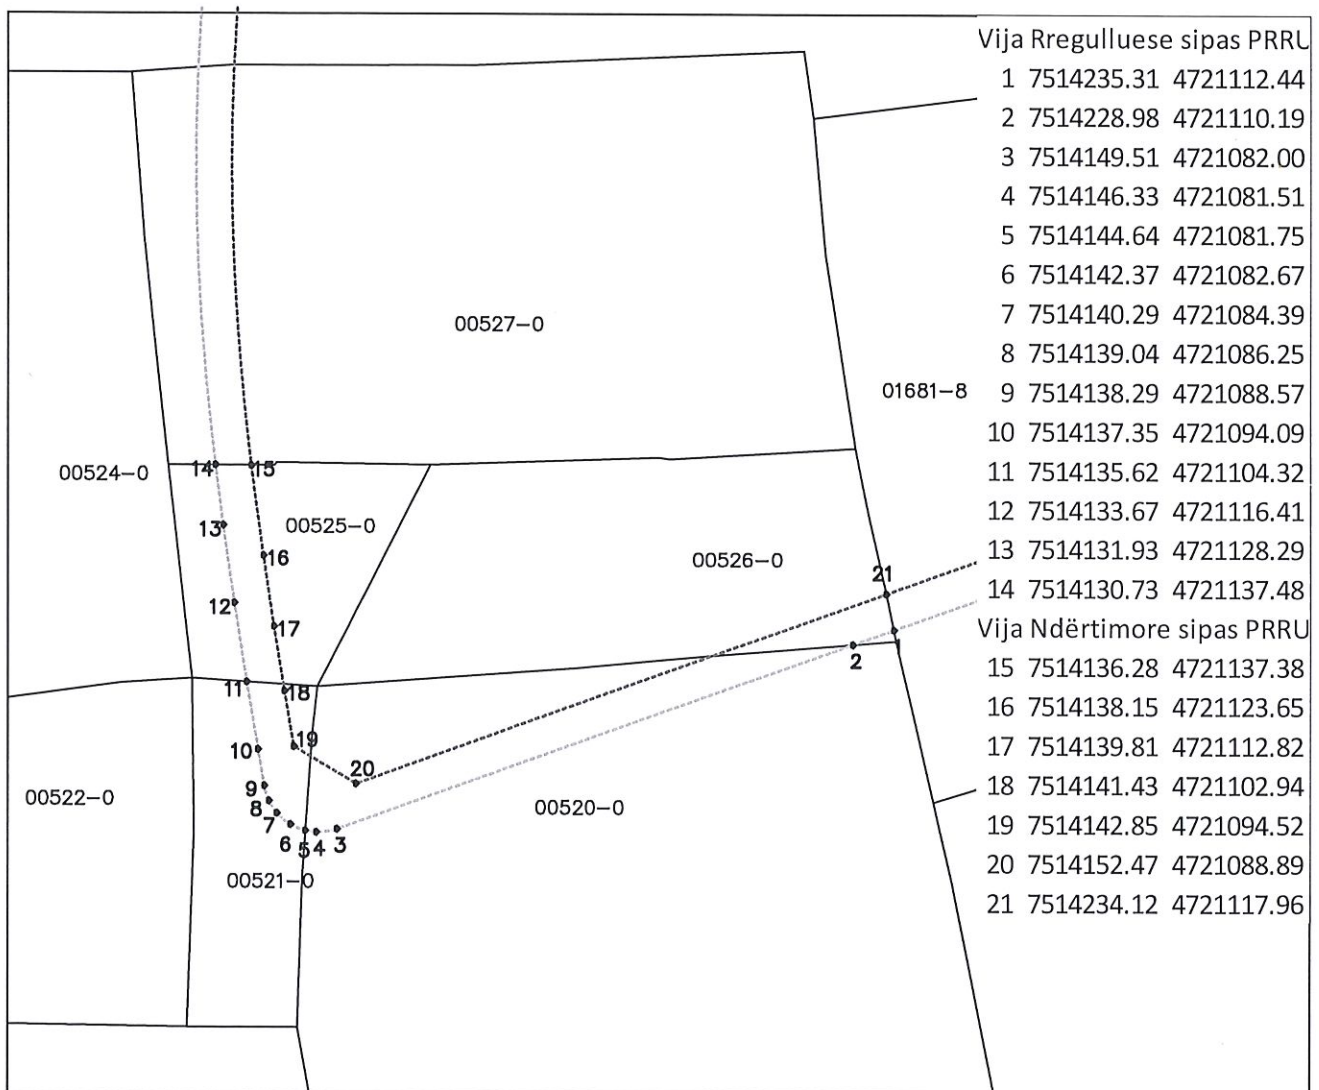 Vija Rregulluese sipas PRRU
1 7514235.31 4721112.44
2 7514228.98 4721110.19
3 7514149.51 4721082.00
4 7514146.33 4721081.51
5 7514144.64 4721081.75
6 7514142.37 4721082.67
7 7514140.29 4721084.39
8 7514139.04 4721086.25
9 7514138.29 4721088.57
10 7514137.35 4721094.09
11 7514135.62 4721104.32
12 7514133.67 4721116.41
13 7514131.93 4721128.29
14 7514130.73 4721137.48
Vija Ndërtimore sipas PRRU
15 7514136.28 4721137.38
16 7514138.15 4721123.65
17 7514139.81 4721112.82
18 7514141.43 4721102.94
19 7514142.85 4721094.52
20 7514152.47 4721088.89
21 7514234.12 4721117.96
00527-0
01681-8
00524-0
14
15
13
00525-0
16
00526-0
21
12
17
1
2
11
18
19
10
20
9
8
7
6
5
4
3
00522-0
00520-0
00521-0